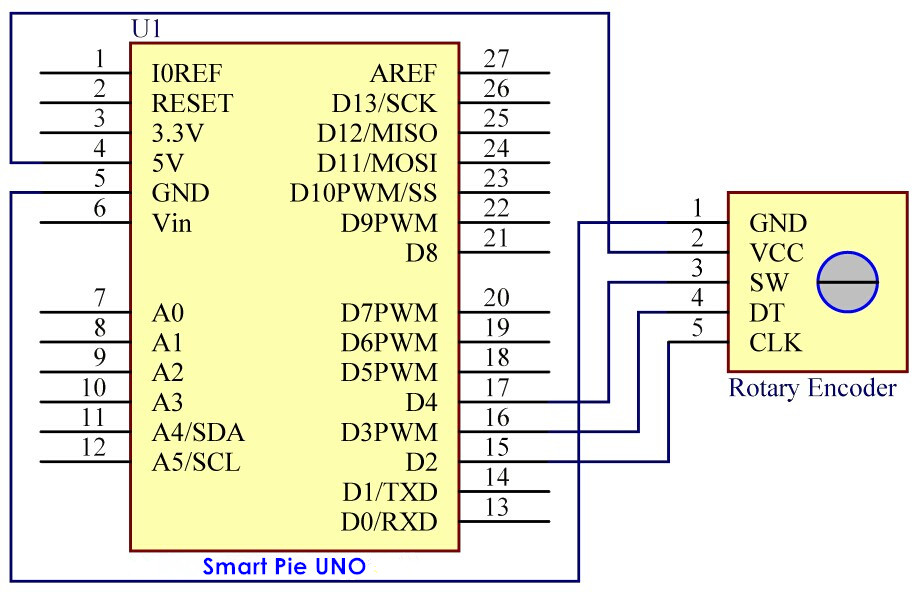 U1
1 I0REF AREF 27
2 RESET D13/SCK 26
3 3.3V D12/MISO 25
4 5V D11/MOSI 24
5 GND D10PWM/SS 23
6 Vin D9PWM 22
D8 21
7 A0 D7PWM 20
8 A1 D6PWM 19
9 A2 D5PWM 18
10 A3 D4 17
11 A4/SDA D3PWM 16
12 A5/SCL D2 15
D1/TXD 14
D0/RXD 13
Smart Pie UNO
1 GND
2 VCC
3 SW
4 DT
5 CLK
Rotary Encoder